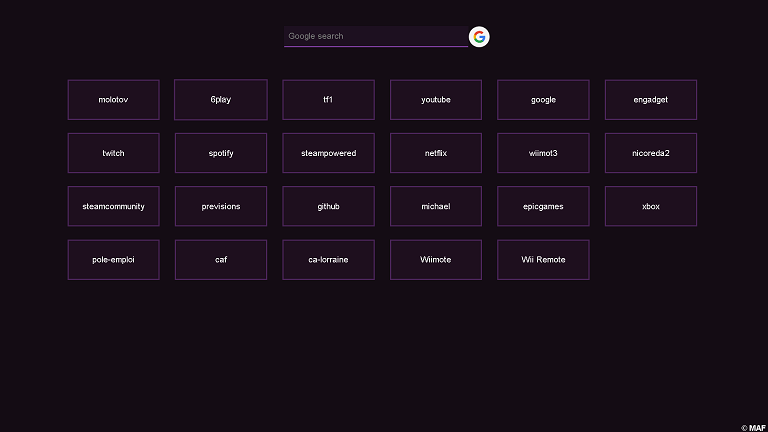 Google search
molotov 6play tf1 youtube google engadget
twitch spotify steampowered netflix wiimot3 nicoreda2
steamcommunity previsions github michael epicgames xbox
pole-emploi caf ca-lorraine Wiimote Wii Remote
© MAF